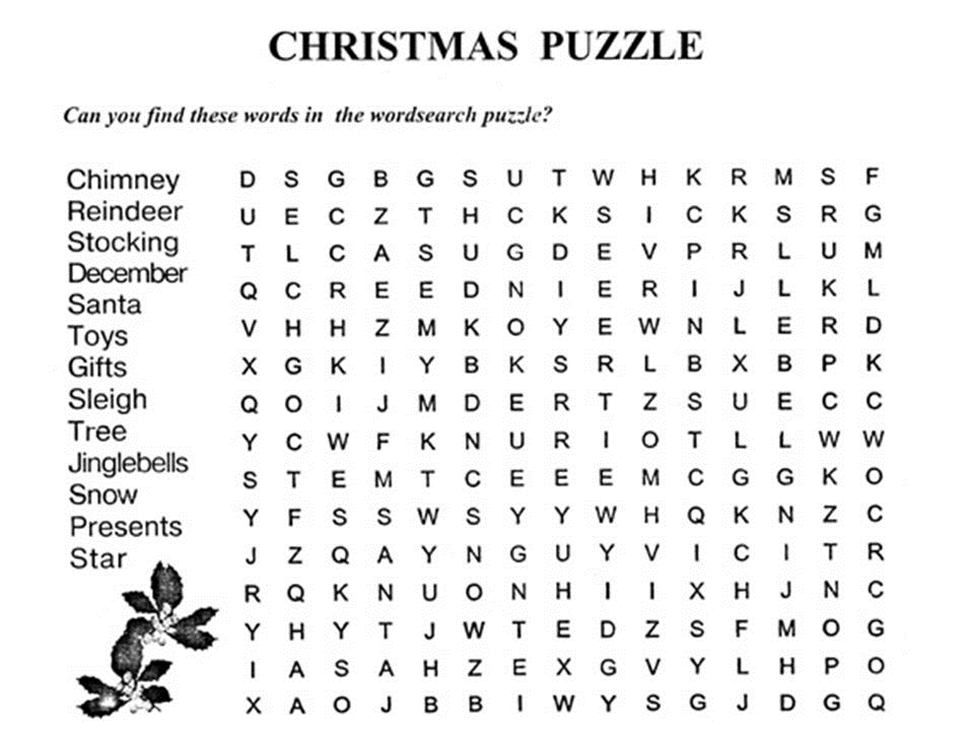 CHRISTMAS PUZZLE
Can you find these words in the wordsearch puzzle?
Chimney
Reindeer
Stocking
December
Santa
Toys
Gifts
Sleigh
Tree
Jinglebells
Snow
Presents
Star
D S G B G S U T W H K R M S F
U E C Z T H C K S I C K S R G
T L C A S U G D E V P R L U M
Q C R E E D N I E R I J L K L
V H H Z M K O Y E W N L E R D
X G K I Y B K S R L B X B P K
Q O I J M D E R T Z S U E C C
Y C W F K N U R I O T L L W W
S T E M T C E E E M C G G K O
Y F S S W S Y Y W H Q K N Z C
J Z Q A Y N G U Y V I C I T R
R Q K N U O N H I I X H J N C
Y H Y T J W T E D Z S F M O G
I A S A H Z E X G V Y L H P O
X A O J B B I W Y S G J D G Q